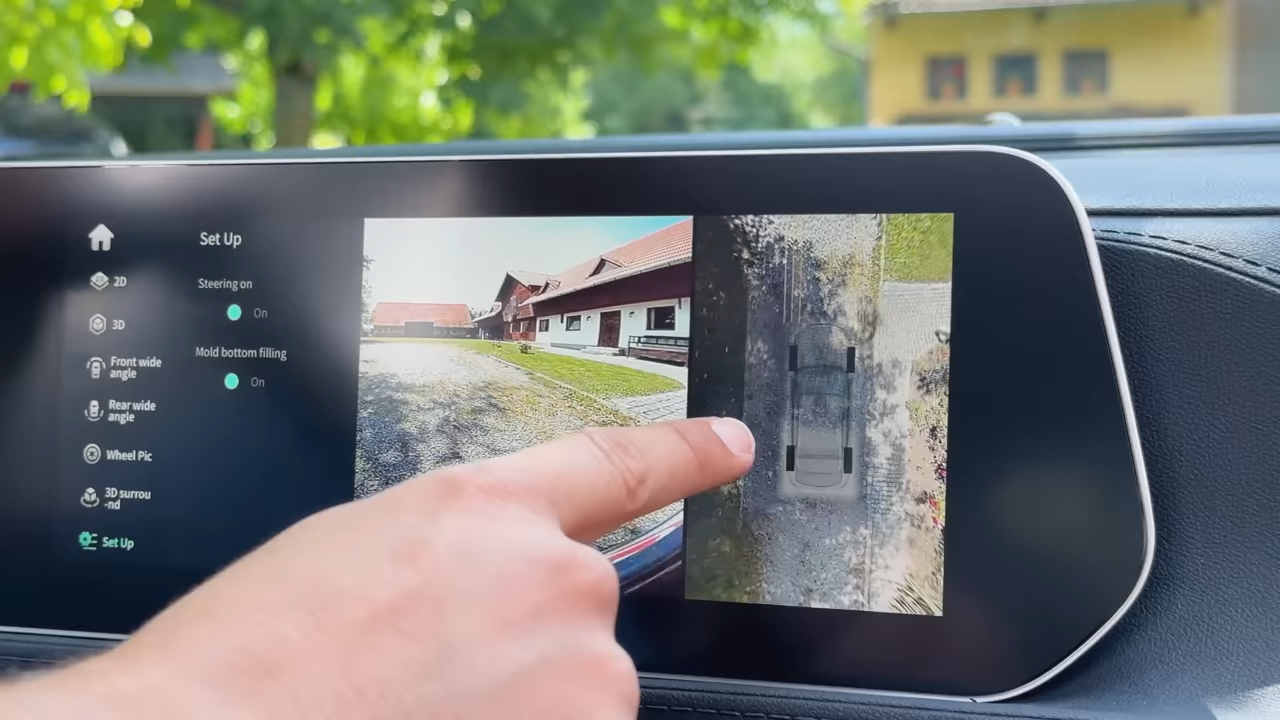 2D
3D
Front wide
angle
Rear wide
angle
Wheel Pic
3D surrou
-nd
Set Up
Set Up
Steering on
On
Mold bottom filling
On